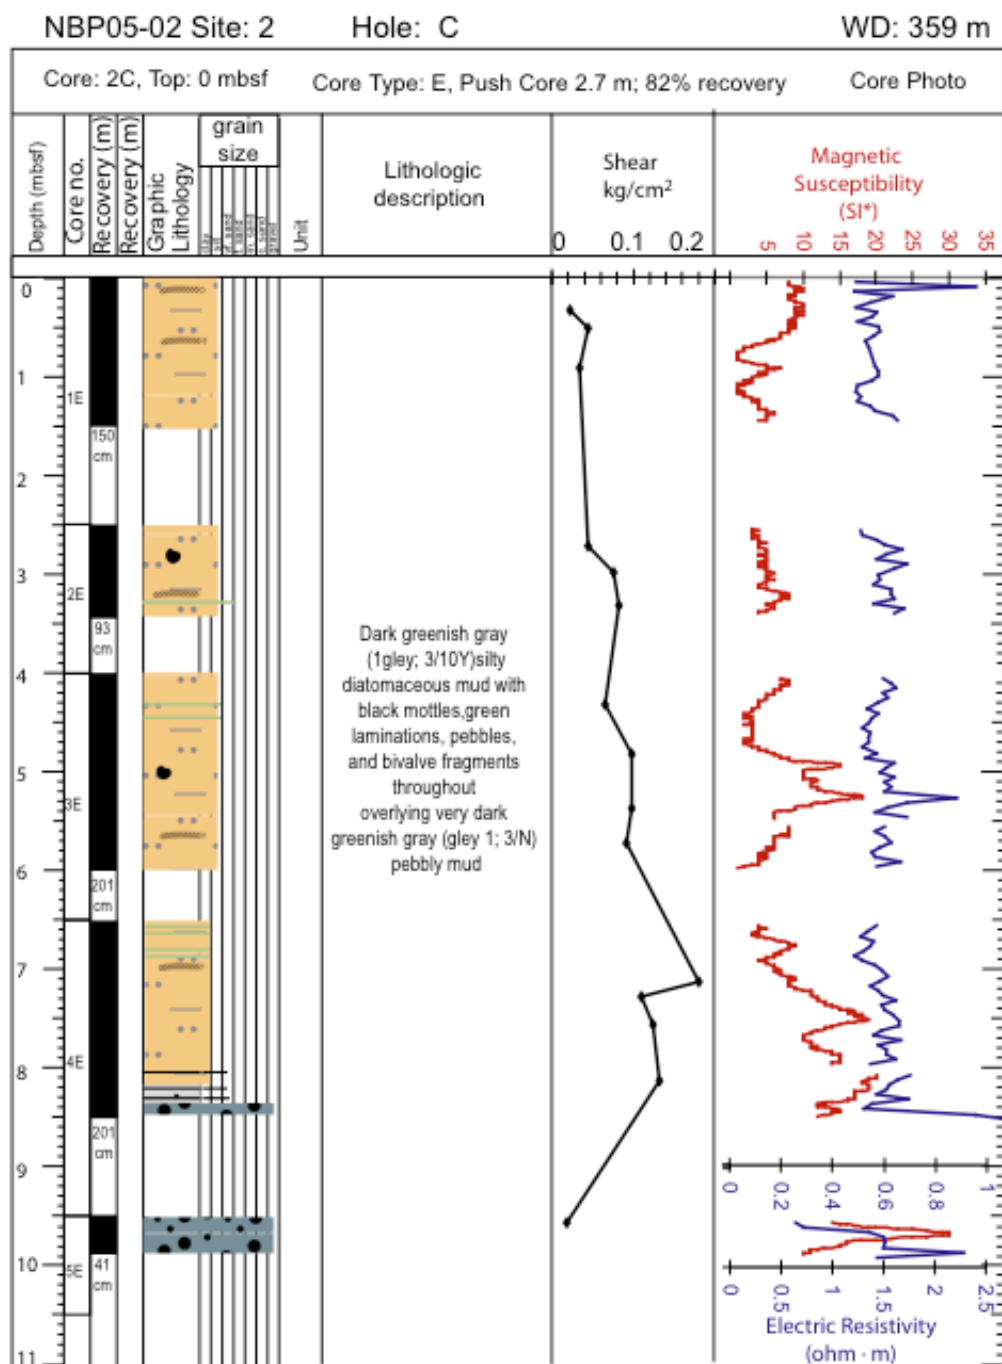 NBP05-02 Site: 2 Hole: C WD: 359 m
Core: 2C, Top: 0 mbsf Core Type: E, Push Core 2.7 m; 82% recovery Core Photo
Depth (mbsf)
Core no.
Recovery (m)
Recovery (m)
Graphic
Lithology
grain
size
Unit
Lithologic
description
Shear
kg/cm²
0 0.1 0.2
Magnetic
Susceptibility
(SI*)
5 10 15 20 25 30 35
0
1
1E
150
cm
2
3
2E
93
cm
4
5
3E
6
201
cm
7
8
4E
201
cm
9
10
5E
41
cm
11
Dark greenish gray
(1gley; 3/10Y)silty
diatomaceous mud with
black mottles,green
laminations, pebbles,
and bivalve fragments
throughout
overlying very dark
greenish gray (gley 1; 3/N)
pebbly mud
0 0.2 0.4 0.6 0.8 1
0 0.5 1 1.5 2 2.5
Electric Resistivity
(ohm · m)